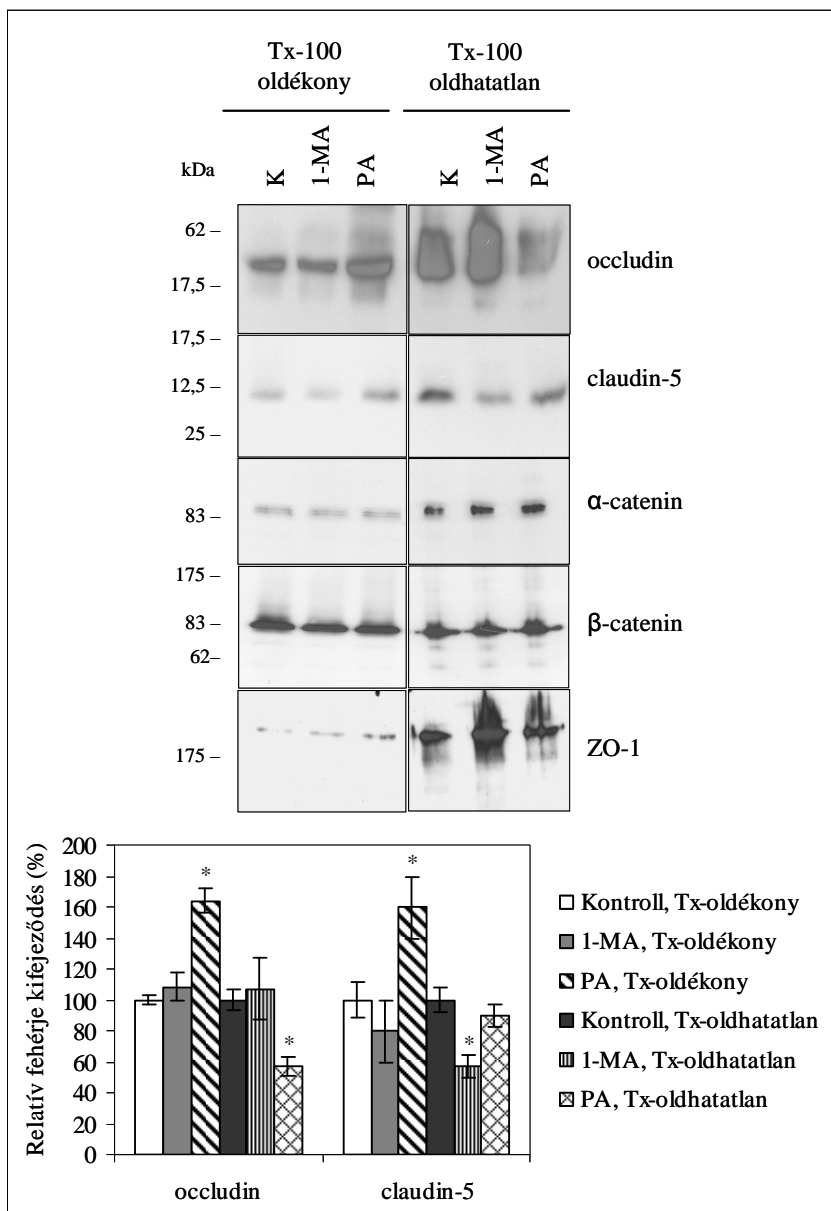 Tx-100 oldékony
Tx-100 oldhatatlan
kDa
K
1-MA
PA
K
1-MA
PA
62 –
17,5 –
occludin
17,5 –
12,5 –
25 –
claudin-5
83 –
α-catenin
175 –
83 –
62–
β-catenin
175 –
ZO-1
Relatív fehérje kifejeződés (%)
200
180
160
140
120
100
80
60
40
20
0
*
*
*
*
occludin
claudin-5
Kontroll, Tx-oldékony
1-MA, Tx-oldékony
PA, Tx-oldékony
Kontroll, Tx-oldhatatlan
1-MA, Tx-oldhatatlan
PA, Tx-oldhatatlan